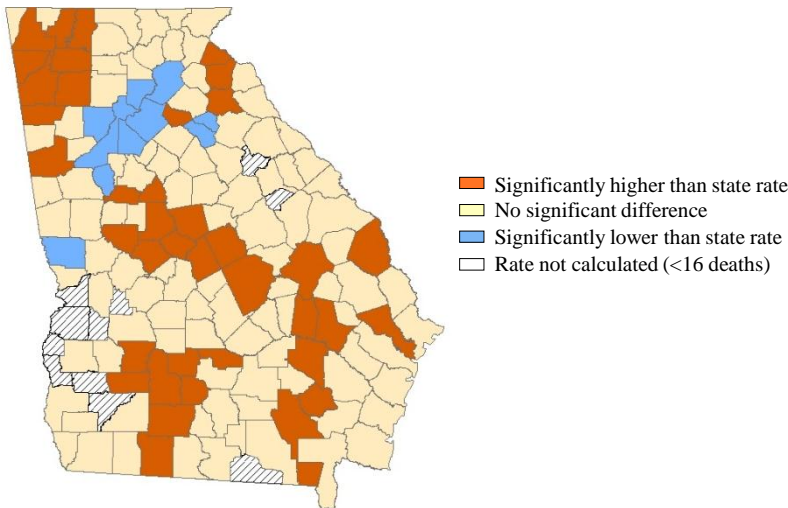 Significantly higher than state rate
No significant difference
Significantly lower than state rate
Rate not calculated (<16 deaths)